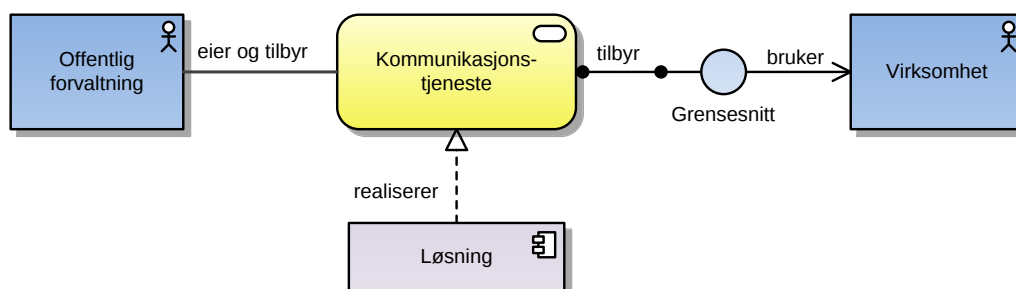 Offentlig
forvaltning
eier og tilbyr
Kommunikasjons-
tjeneste
tilbyr
bruker
Grensesnitt
Virksomhet
realiserer
Løsning